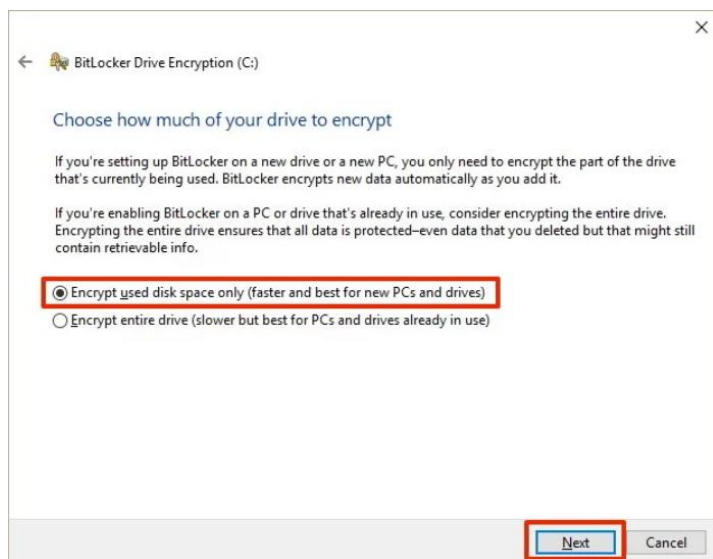 BitLocker Drive Encryption (C:)
Choose how much of your drive to encrypt
If you're setting up BitLocker on a new drive or a new PC, you only need to encrypt the part of the drive
that's currently being used. BitLocker encrypts new data automatically as you add it.
If you're enabling BitLocker on a PC or drive that's already in use, consider encrypting the entire drive.
Encrypting the entire drive ensures that all data is protected–even data that you deleted but that might still
contain retrievable info.
Encrypt used disk space only (faster and best for new PCs and drives)
Encrypt entire drive (slower but best for PCs and drives already in use)
Next Cancel